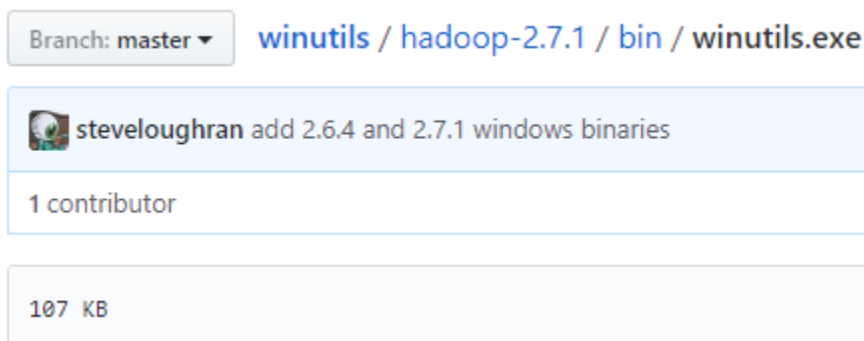 Branch: master winutils / hadoop-2.7.1 / bin / winutils.exe
steveloughran add 2.6.4 and 2.7.1 windows binaries
1 contributor
107 KB